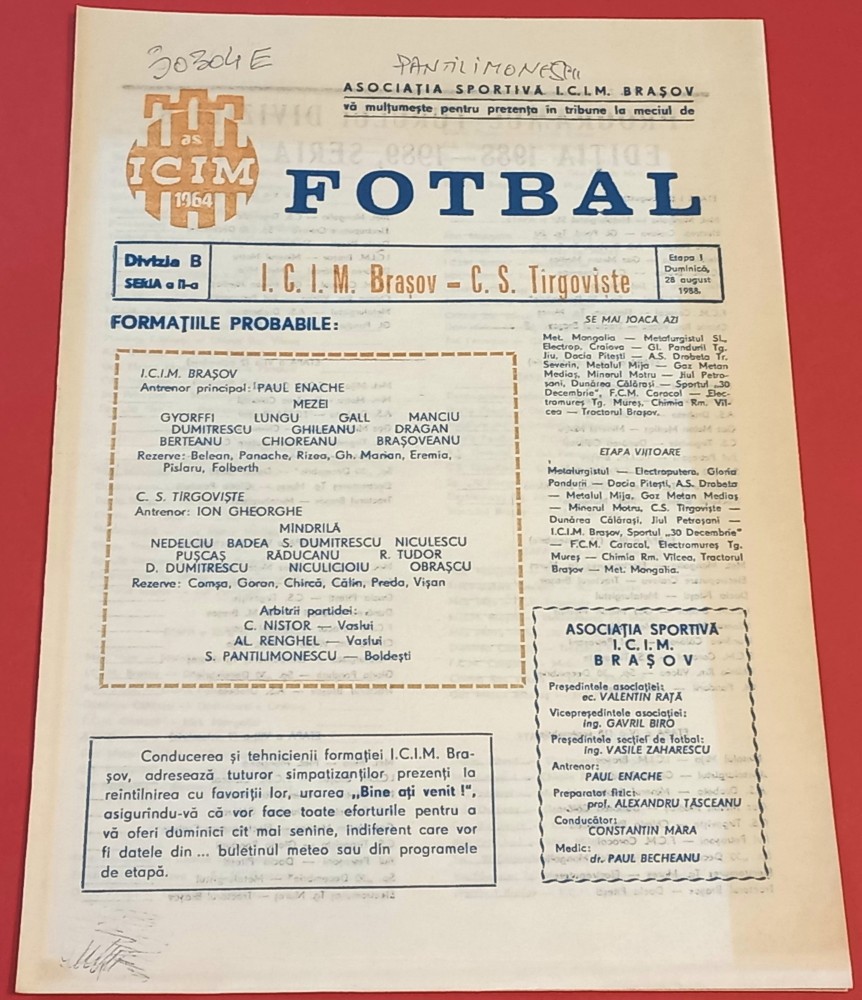 30304E
PANTILIMONESCU
ASOCIAȚIA SPORTIVĂ I.C.I.M. BRAȘOV
vă mulțumește pentru prezența în tribune la meciul de
as
ICIM
1964
FOTBAL
Divizia B
SERIA a II-a
I. C. I. M. Brașov – C. S. Tîrgoviște
Etapa I
Duminică,
28 august
1988.
FORMAȚIILE PROBABILE:
I.C.I.M. BRAȘOV
Antrenor principal: PAUL ENACHE
MEZEI
GYORFFI LUNGU GALL MANCIU
DUMITRESCU GHILEANU DRAGAN
BERTEANU CHIOREANU BRAȘOVEANU
Rezerve: Belean, Panache, Rizea, Gh. Marian, Eremia,
Pîslaru, Folberth
C. S. TÎRGOVIȘTE
Antrenor: ION GHEORGHE
MINDRILĂ
NEDELCIU BADEA S. DUMITRESCU NICULESCU
PUȘCAȘ RĂDUCANU R. TUDOR
D. DUMITRESCU NICULICIOIU OBRAȘCU
Rezerve: Comșa, Goran, Chircă, Călin, Preda, Vișan
Arbitrii partidei:
C. NISTOR — Vaslui
AL. RENGHEL — Vaslui
S. PANTILIMONESCU — Boldești
SE MAI JOACĂ AZI
Met. Mangalia — Metalurgistul Sl.,
Electrop. Craiova — Gl. Pandurii Tg.
Jiu, Dacia Pitești — A.S. Drobeta Tr.
Severin, Metalul Mija — Gaz Metan
Mediaș, Minerul Motru — Jiul Petro-
șani, Dunărea Călărași — Sportul „30
Decembrie”, F.C.M. Caracal — Elec-
tromureș Tg. Mureș, Chimia Rm. Vîl-
cea — Tractorul Brașov.
ETAPA VIITOARE
Metalurgistul — Electroputere, Gloria
Pandurii — Dacia Pitești, A.S. Drobeta
— Metalul Mija, Gaz Metan Mediaș
— Minerul Motru, C.S. Tîrgoviște —
Dunărea Călărași, Jiul Petroșani —
I.C.I.M. Brașov, Sportul „30 Decembrie”
— F.C.M. Caracal, Electromureș Tg.
Mureș — Chimia Rm. Vîlcea, Tractorul
Brașov — Met. Mangalia.
ASOCIAȚIA SPORTIVĂ
I. C. I. M.
BRAȘOV
Președintele asociației:
ec. VALENTIN RAȚĂ
Vicepreședintele asociației:
ing. GAVRIL BIRO
Președintele secției de fotbal:
ing. VASILE ZAHARESCU
Antrenor:
PAUL ENACHE
Preparator fizic:
prof. ALEXANDRU TĂSCEANU
Conducător:
CONSTANTIN MARA
Medic:
dr. PAUL BECHEANU
Conducerea și tehnicienii formației I.C.I.M. Bra-
șov, adresează tuturor simpatizanților prezenți la
reîntîlnirea cu favoriții lor, urarea „Bine ați venit !”,
asigurîndu-vă că vor face toate eforturile pentru a
vă oferi duminici cît mai senine, indiferent care vor
fi datele din ... buletinul meteo sau din programele
de etapă.